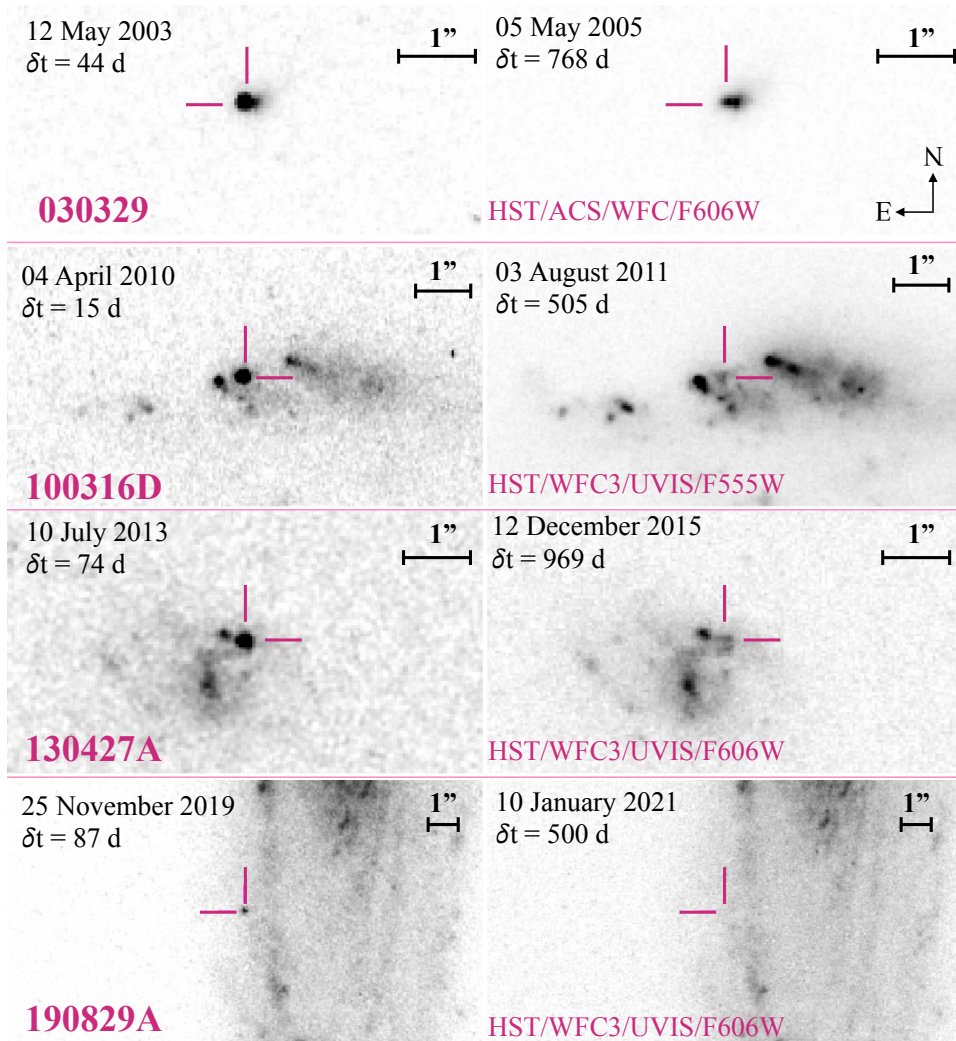 12 May 2003
δt = 44 d
1”
030329
05 May 2005
δt = 768 d
1”
N
E
HST/ACS/WFC/F606W
04 April 2010
δt = 15 d
1”
100316D
03 August 2011
δt = 505 d
1”
HST/WFC3/UVIS/F555W
10 July 2013
δt = 74 d
1”
130427A
12 December 2015
δt = 969 d
1”
HST/WFC3/UVIS/F606W
25 November 2019
δt = 87 d
1”
190829A
10 January 2021
δt = 500 d
1”
HST/WFC3/UVIS/F606W